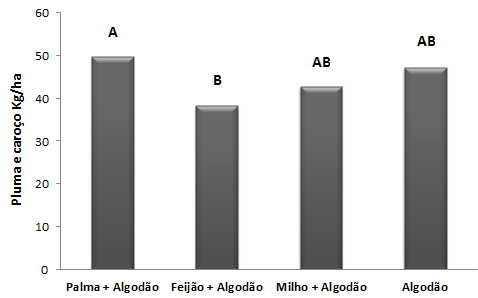 60
50
40
30
20
10
0
Pluma e caroço Kg/ha
A
B
AB
AB
Palma + Algodão
Feijão + Algodão
Milho + Algodão
Algodão